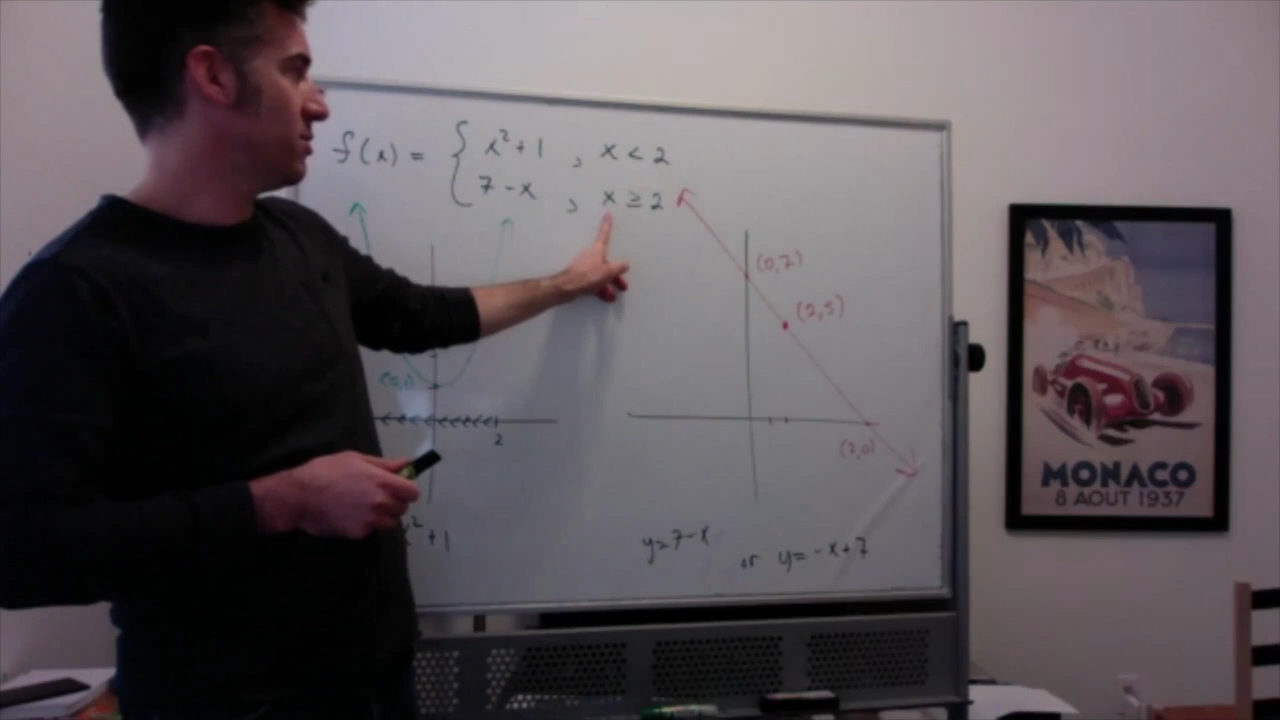 f(x) = { x²+1 , x < 2
7-x , x ≥ 2
(0,7)
(2,5)
2
(7,0)
x²+1
y=7-x or y=-x+7
MONACO
8 AOUT 1937